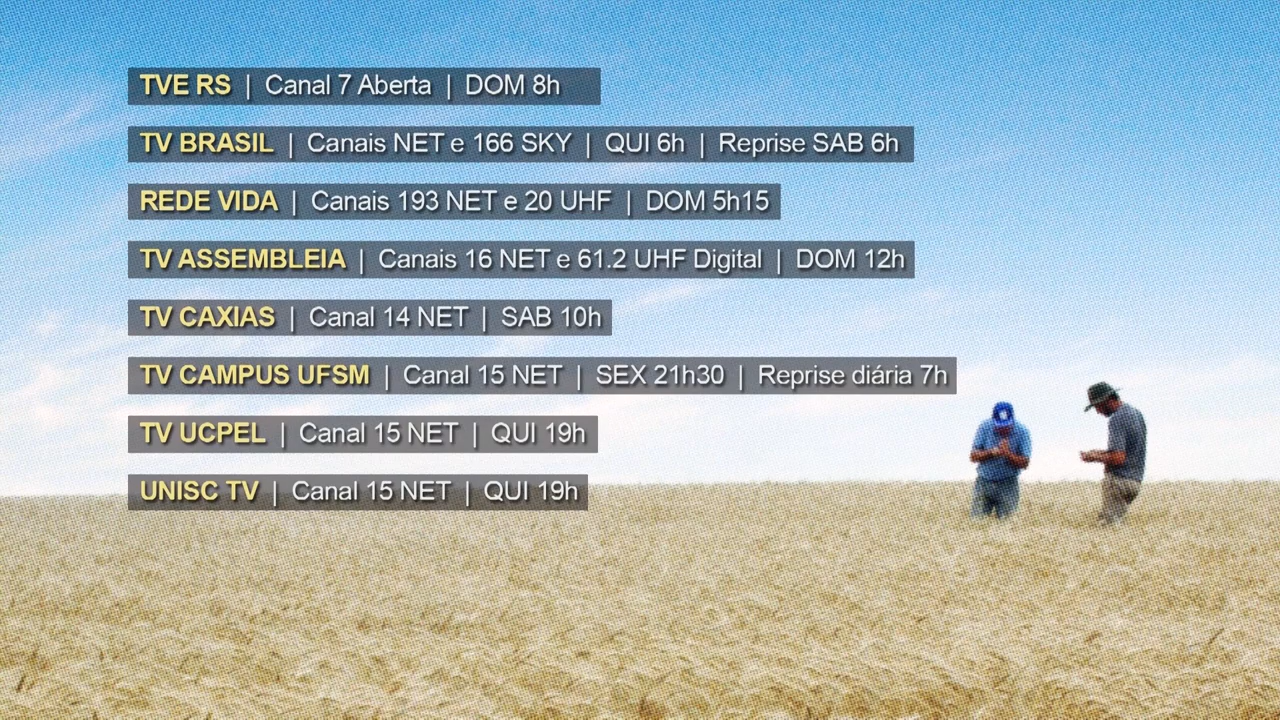 TVE RS | Canal 7 Aberta | DOM 8h
TV BRASIL | Canais NET e 166 SKY | QUI 6h | Reprise SAB 6h
REDE VIDA | Canais 193 NET e 20 UHF | DOM 5h15
TV ASSEMBLEIA | Canais 16 NET e 61.2 UHF Digital | DOM 12h
TV CAXIAS | Canal 14 NET | SAB 10h
TV CAMPUS UFSM | Canal 15 NET | SEX 21h30 | Reprise diária 7h
TV UCPEL | Canal 15 NET | QUI 19h
UNISC TV | Canal 15 NET | QUI 19h